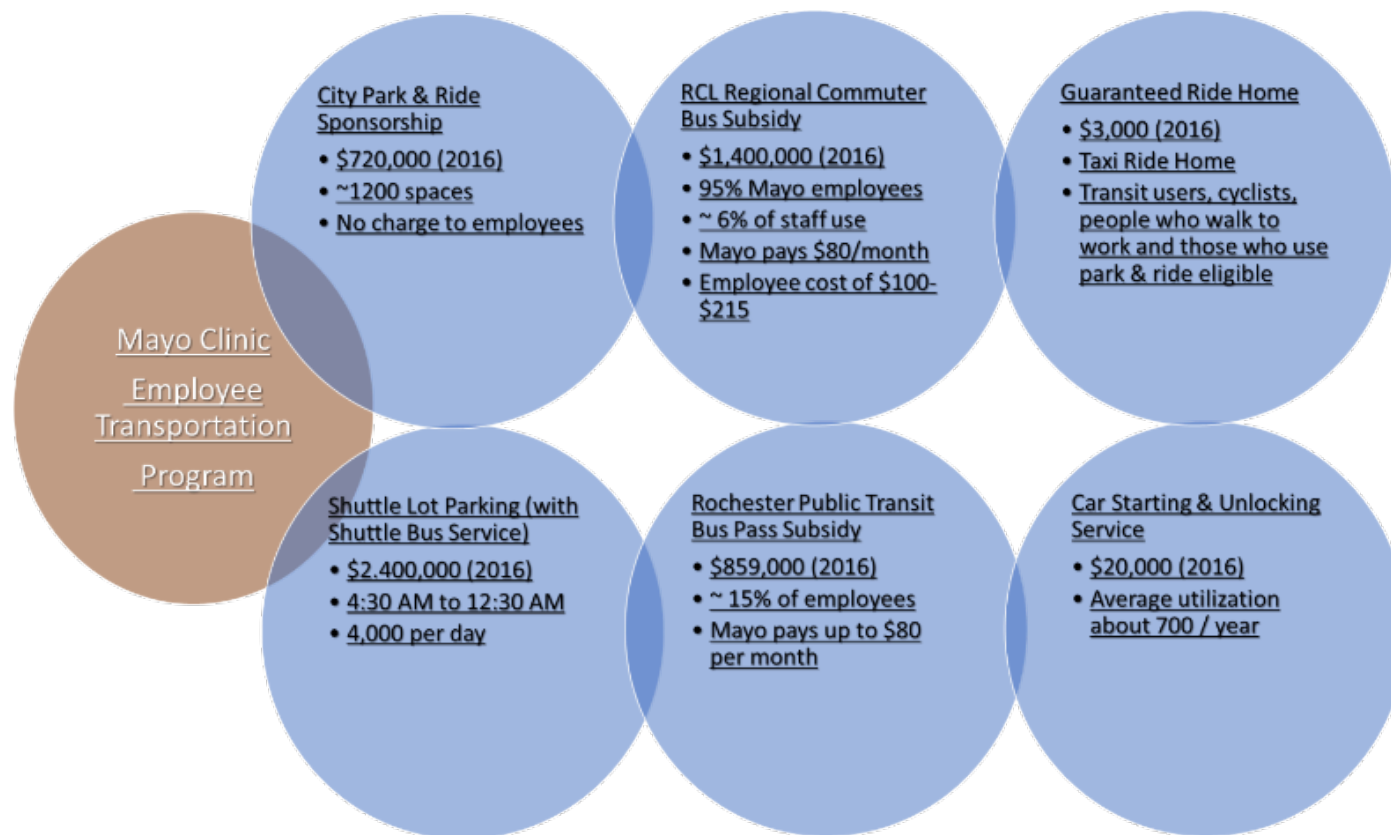 Mayo Clinic
Employee
Transportation
Program
City Park & Ride
Sponsorship
• $720,000 (2016)
• ~1200 spaces
• No charge to employees
RCL Regional Commuter
Bus Subsidy
• $1,400,000 (2016)
• 95% Mayo employees
• ~ 6% of staff use
• Mayo pays $80/month
• Employee cost of $100-
$215
Guaranteed Ride Home
• $3,000 (2016)
• Taxi Ride Home
• Transit users, cyclists,
people who walk to
work and those who use
park & ride eligible
Shuttle Lot Parking (with
Shuttle Bus Service)
• $2.400,000 (2016)
• 4:30 AM to 12:30 AM
• 4,000 per day
Rochester Public Transit
Bus Pass Subsidy
• $859,000 (2016)
• ~ 15% of employees
• Mayo pays up to $80
per month
Car Starting & Unlocking
Service
• $20,000 (2016)
• Average utilization
about 700 / year